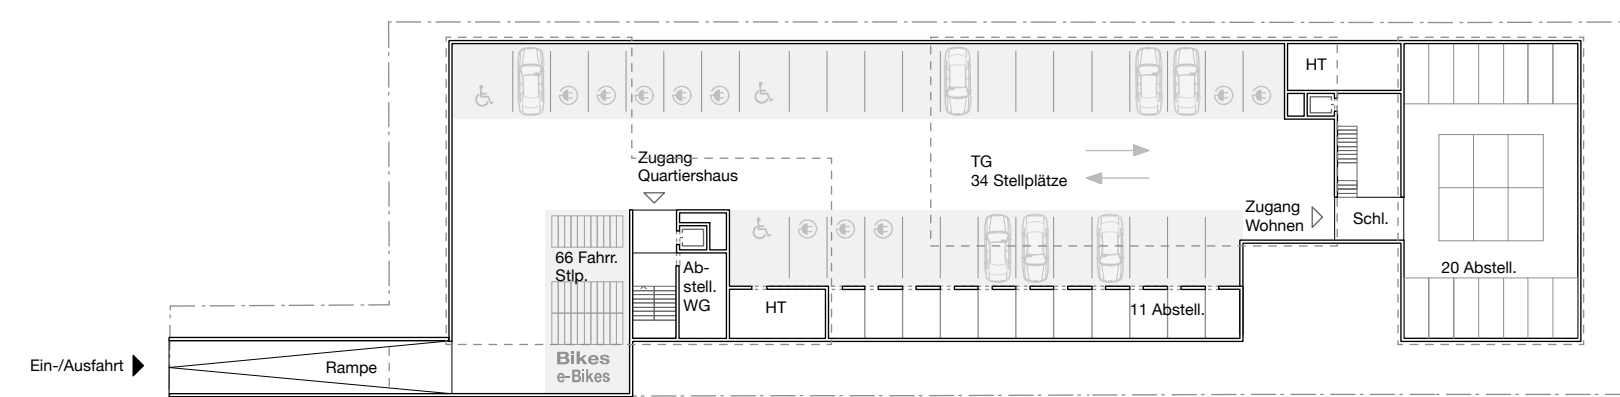 HT
Zugang
Quartiershaus
TG
34 Stellplätze
Zugang
Wohnen
Schl.
66 Fahrr.
Stlp.
Ab-
stell.
WG
HT
11 Abstell.
20 Abstell.
Bikes
e-Bikes
Ein-/Ausfahrt
Rampe